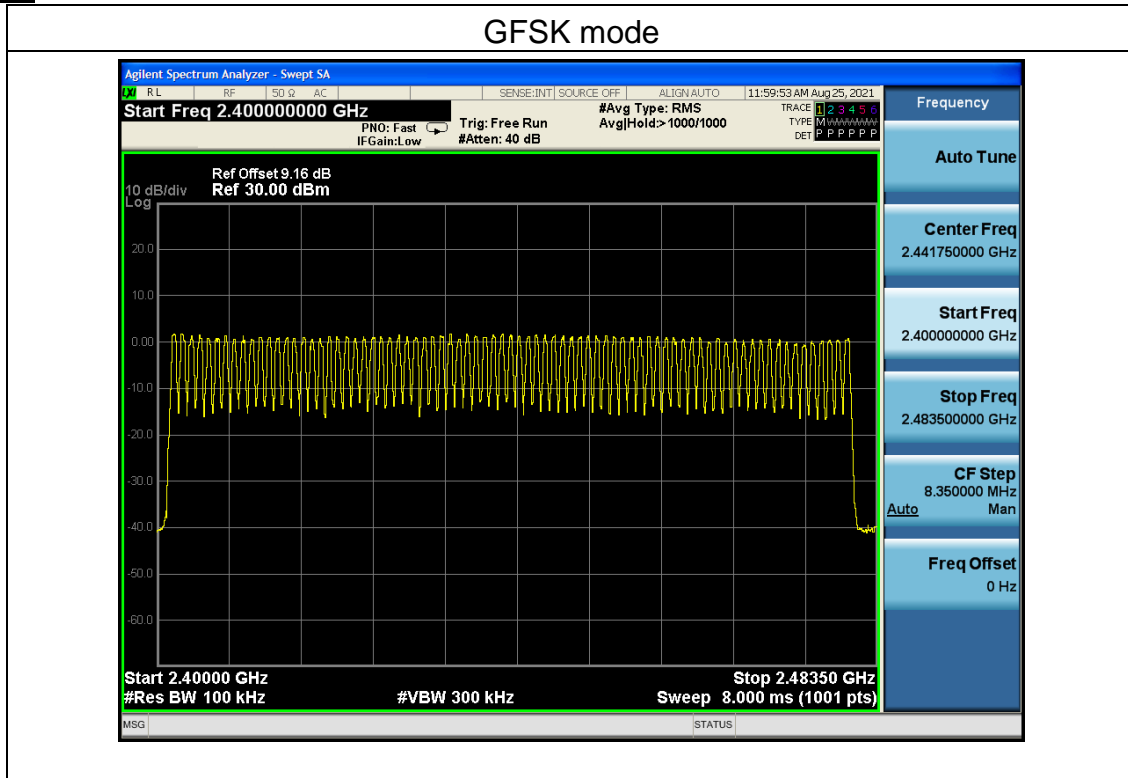 GFSK mode
Agilent Spectrum Analyzer - Swept SA
LXI RL RF 50 Ω AC SENSE:INT SOURCE OFF ALIGN AUTO 11:59:53 AM Aug 25, 2021
Start Freq 2.400000000 GHz
PNO: Fast
IFGain:Low
Trig: Free Run
#Atten: 40 dB
#Avg Type: RMS
Avg|Hold:> 1000/1000
TRACE 1 2 3 4 5 6
TYPE M W W W W W
DET P P P P P P
Ref Offset 9.16 dB
10 dB/div Ref 30.00 dBm
Log
20.0
10.0
0.00
-10.0
-20.0
-30.0
-40.0
-50.0
-60.0
Start 2.40000 GHz Stop 2.48350 GHz
#Res BW 100 kHz #VBW 300 kHz Sweep 8.000 ms (1001 pts)
MSG STATUS
Frequency
Auto Tune
Center Freq
2.441750000 GHz
Start Freq
2.400000000 GHz
Stop Freq
2.483500000 GHz
CF Step
8.350000 MHz
Auto Man
Freq Offset
0 Hz